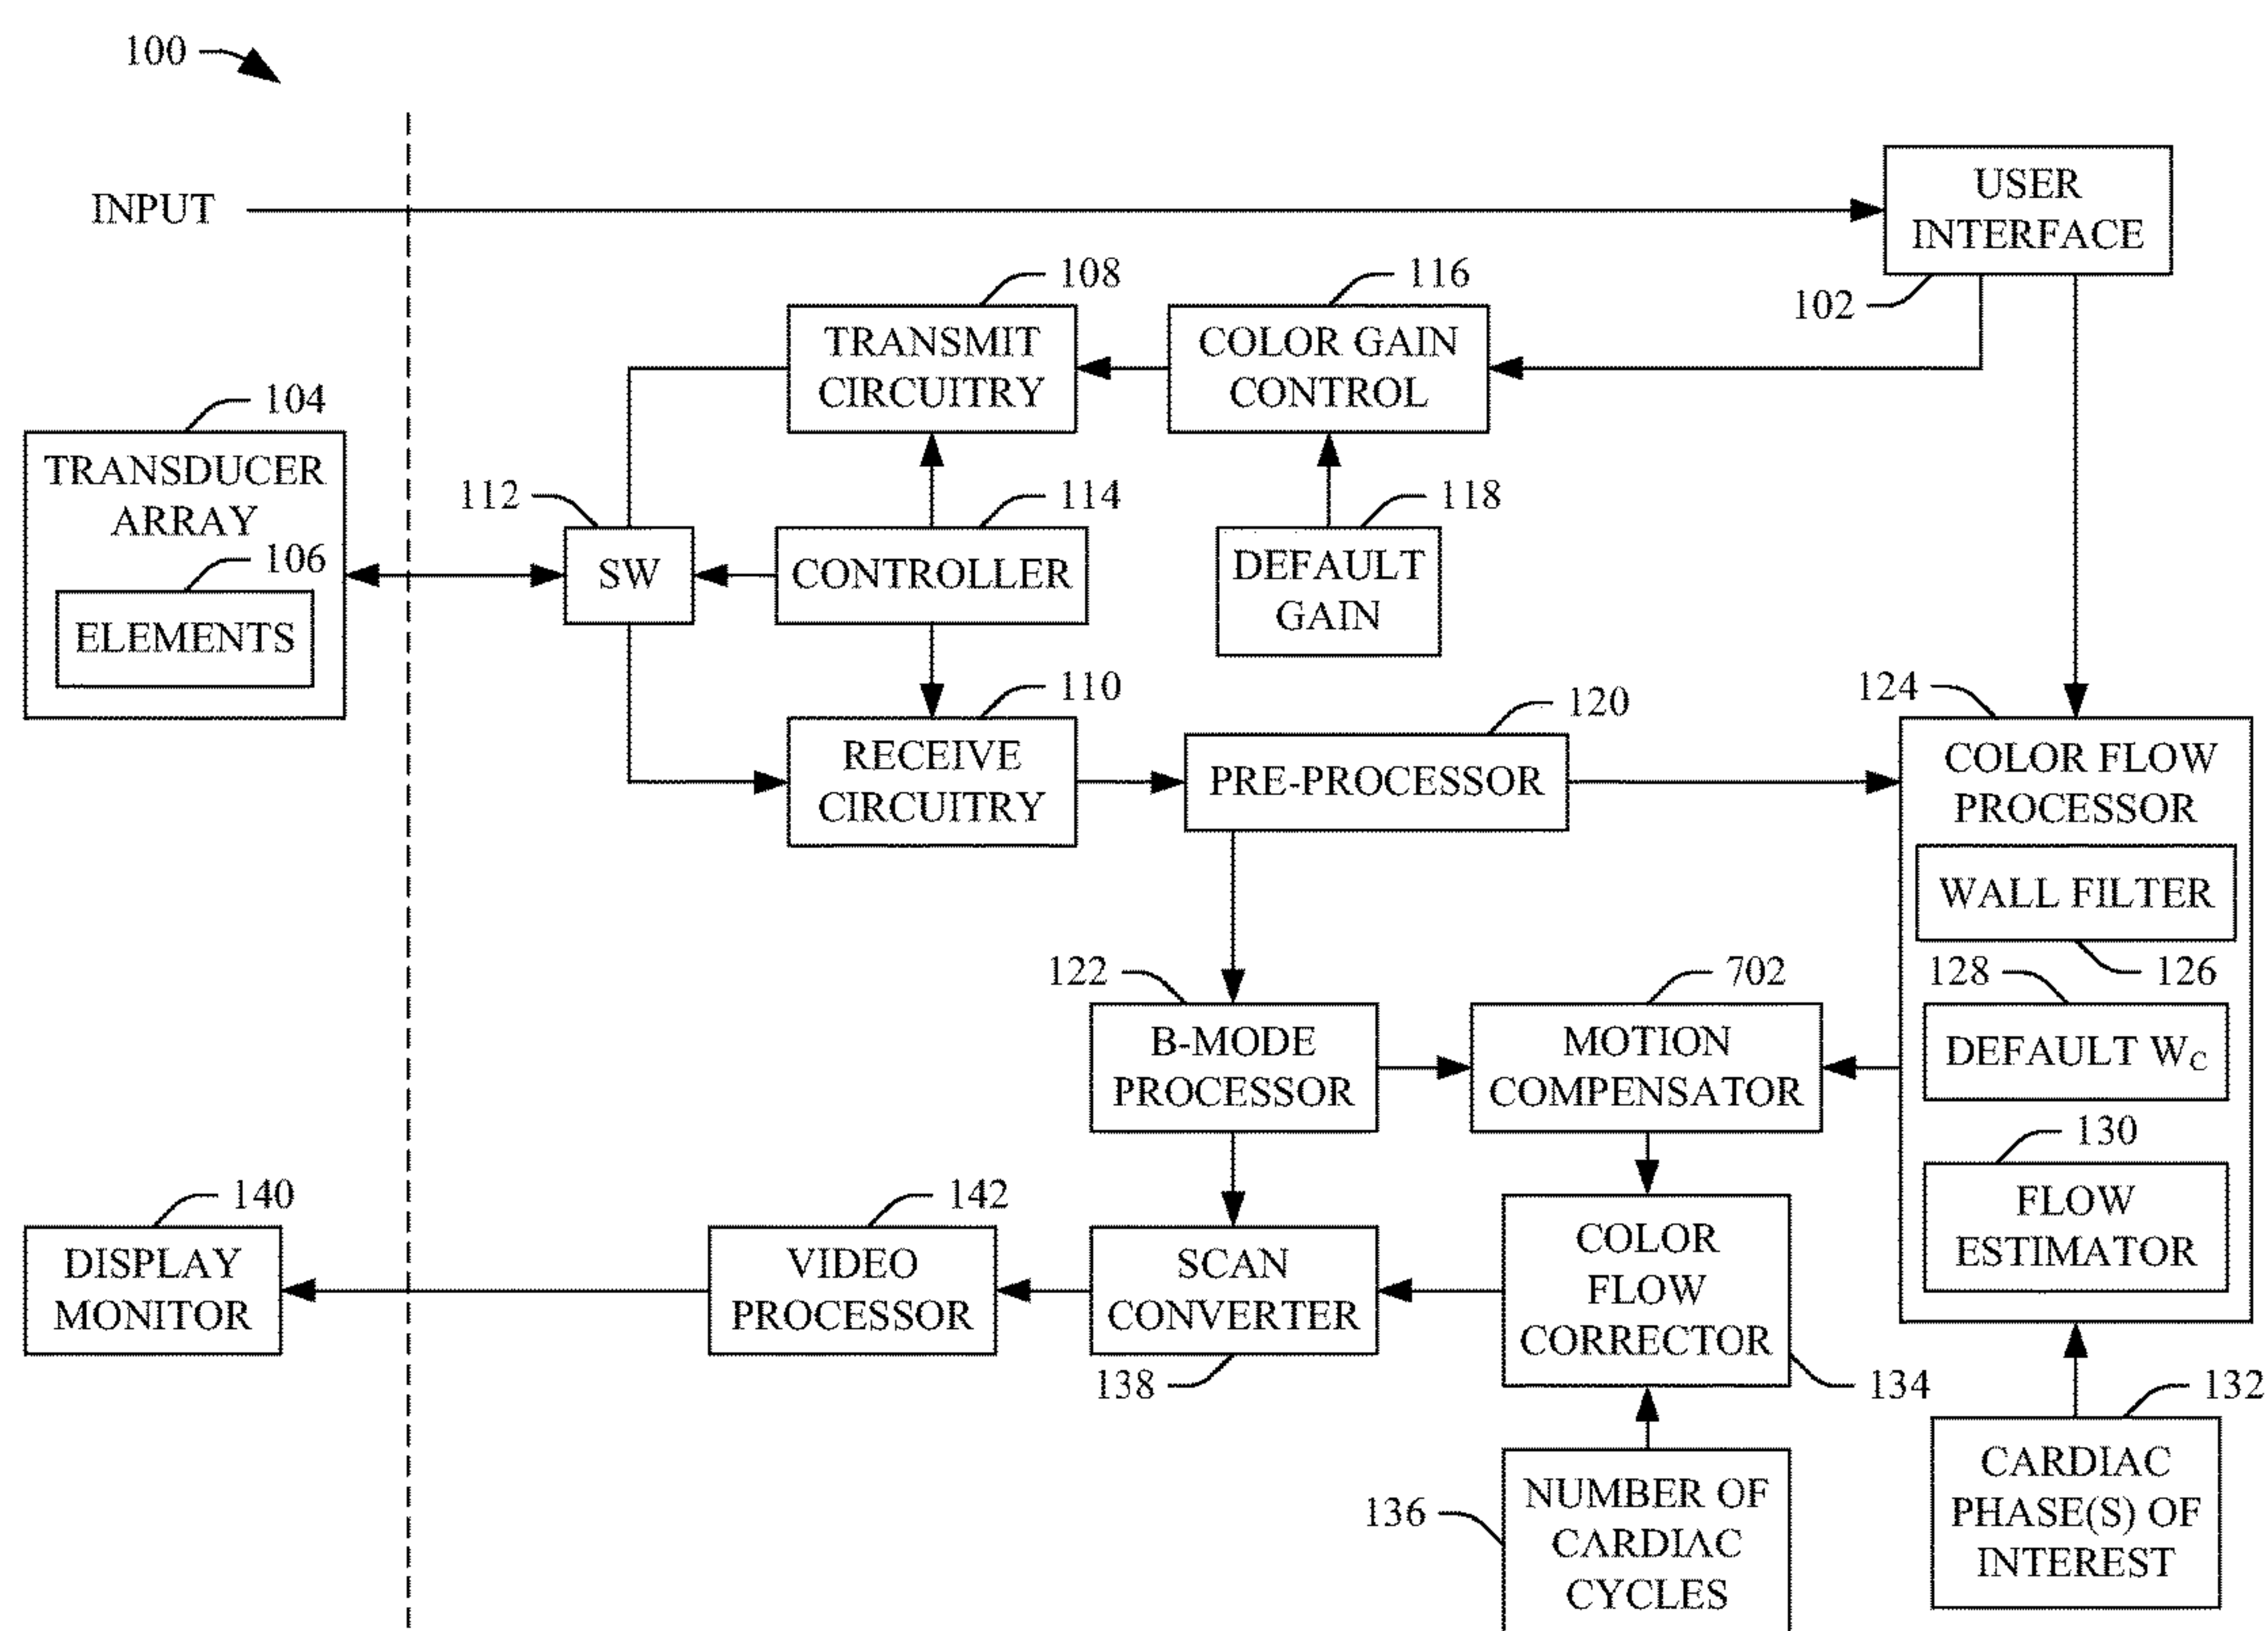 100
INPUT
USER
INTERFACE
102
108
TRANSMIT
CIRCUITRY
116
COLOR GAIN
CONTROL
104
TRANSDUCER
ARRAY
106
ELEMENTS
112
SW
114
CONTROLLER
118
DEFAULT
GAIN
110
RECEIVE
CIRCUITRY
120
PRE-PROCESSOR
124
COLOR FLOW
PROCESSOR
WALL FILTER
126
128
DEFAULT WC
130
FLOW
ESTIMATOR
122
B-MODE
PROCESSOR
702
MOTION
COMPENSATOR
140
DISPLAY
MONITOR
142
VIDEO
PROCESSOR
SCAN
CONVERTER
138
COLOR
FLOW
CORRECTOR
134
132
CARDIAC
PHASE(S) OF
INTEREST
136
NUMBER OF
CARDIAC
CYCLES